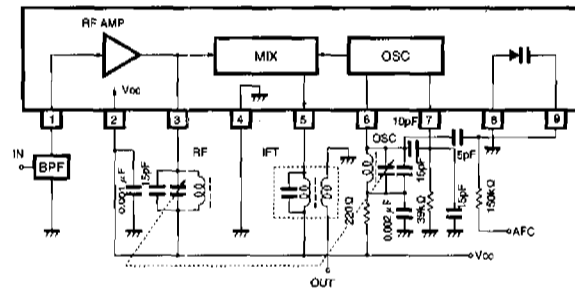 RF AMP
MIX
OSC
Vcc
1
2
3
4
5
6
7
8
9
10pF
IN
BPF
RF
IFT
OSC
0.001μF
15pF
220Ω
0.002μF
15pF
39kΩ
15pF
5pF
150kΩ
AFC
Vcc
OUT